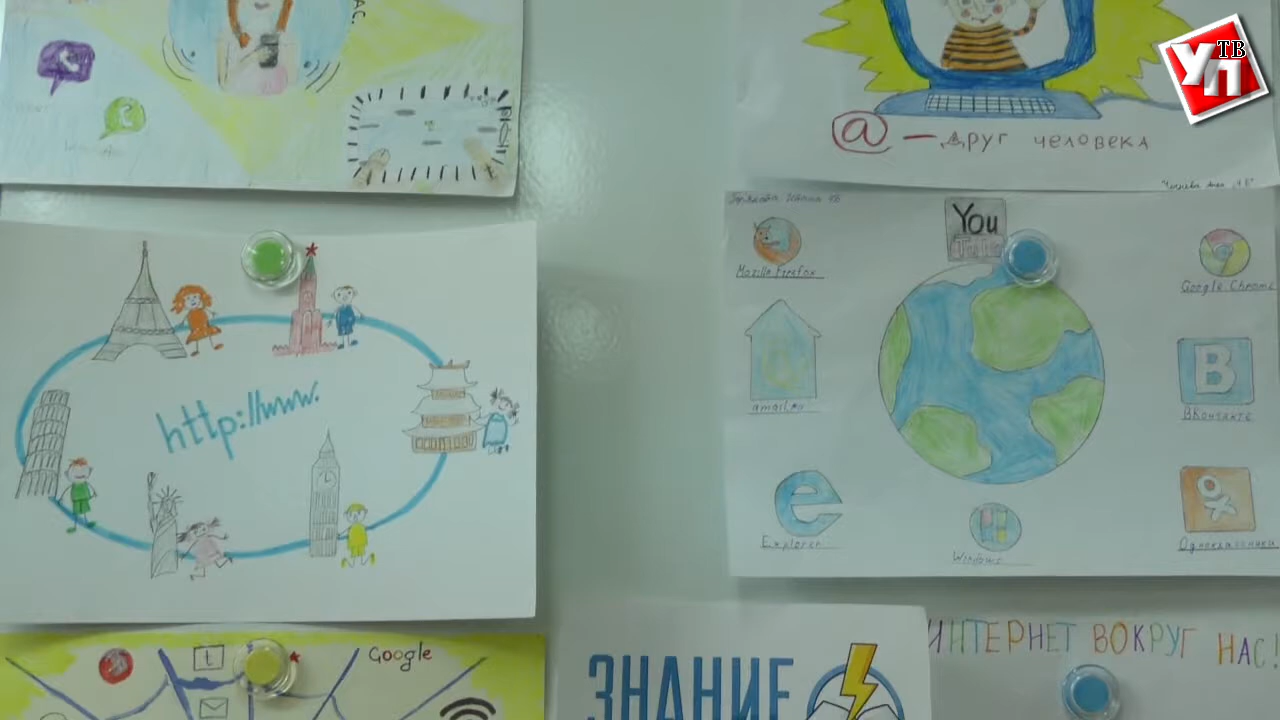 УП ТВ
@ - друг человека
You
Tube
Mozilla Firefox
Google Chrome
ВКонтакте
Explorer
Windows
Одноклассники
http://www.
t
Google
ЗНАНИЕ
ИНТЕРНЕТ ВОКРУГ НАС!